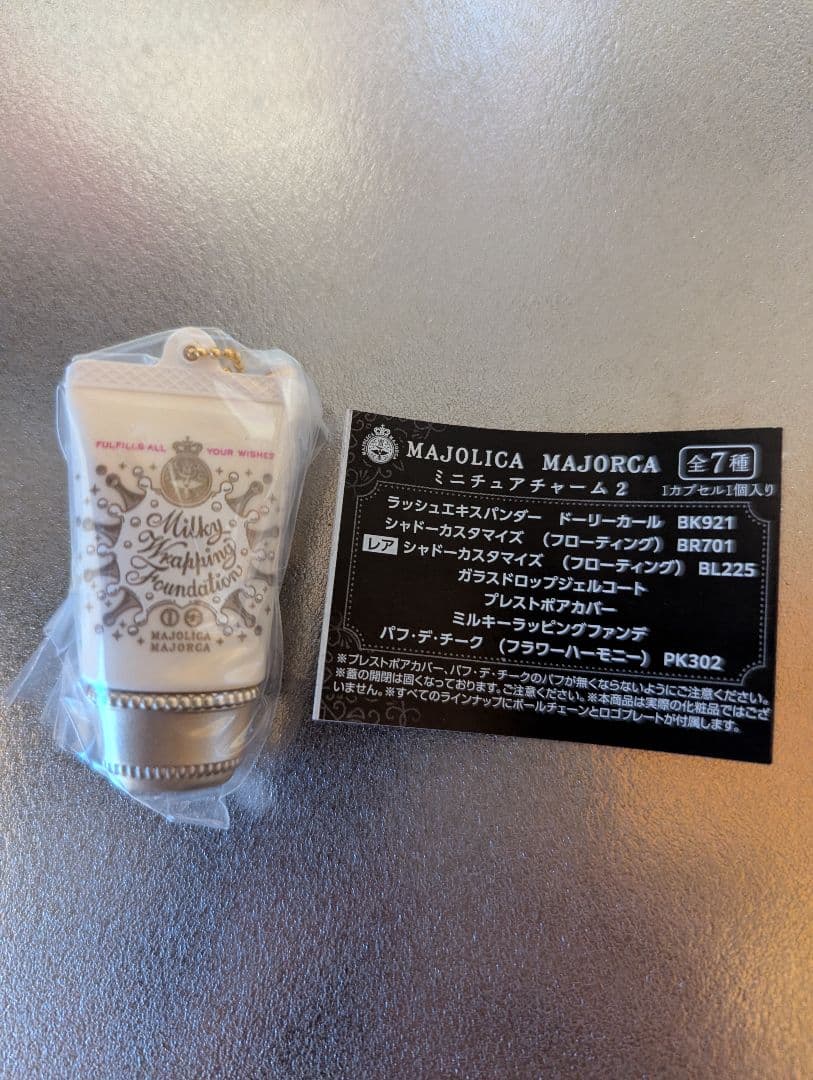 FULFILLS ALL YOUR WISHES
Milky
Wrapping
Foundation
MAJOLICA
MAJORCA
MAJOLICA MAJORCA 全7種
ミニチュアチャーム2 1カプセル1個入り
ラッシュエキスパンダー ドーリーカール BK921
シャドーカスタマイズ (フローティング) BR701
レア シャドーカスタマイズ (フローティング) BL225
ガラスドロップジェルコート
プレストポアカバー
ミルキーラッピングファンデ
パフ・デ・チーク (フラワーハーモニー) PK302
※プレストポアカバー、パフ・デ・チークのパフが無くならないようにご注意ください。
※蓋の開閉は固くなっております。ご注意ください。※本商品は実際の化粧品ではござ
いません。※すべてのラインナップにボールチェーンとロゴプレートが付属します。